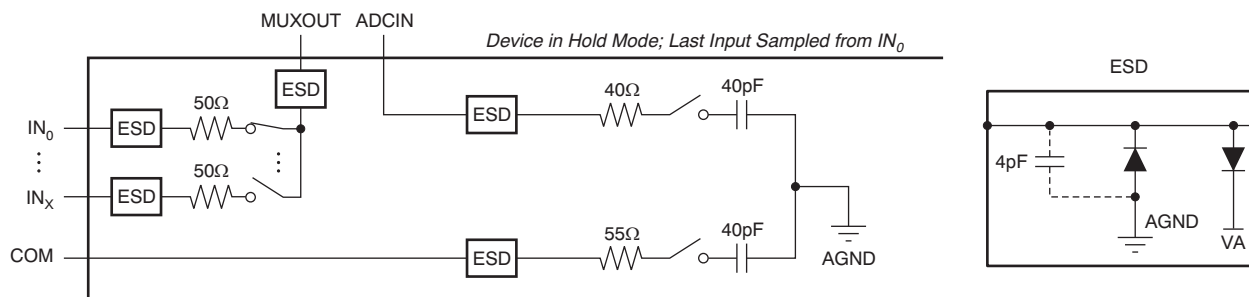 MUXOUT ADCIN
Device in Hold Mode; Last Input Sampled from IN0
ESD
ESD
50Ω
40Ω
40pF
IN0
ESD
ESD
4pF
50Ω
INX
ESD
AGND
VA
COM
ESD
55Ω
40pF
AGND